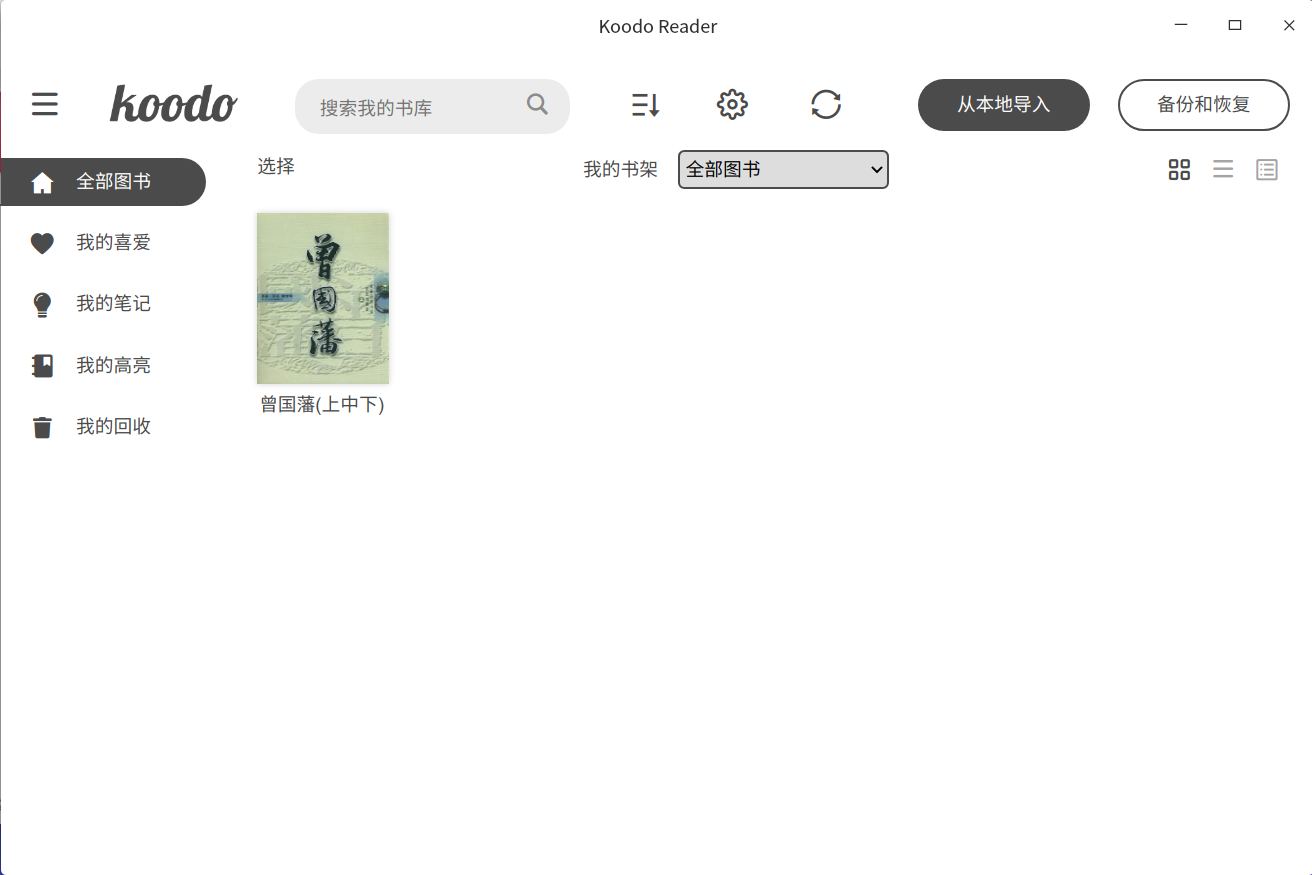 Koodo Reader
koodo
搜索我的书库
从本地导入
备份和恢复
全部图书
选择
我的书架
全部图书
我的喜爱
我的笔记
我的高亮
我的回收
曾
国
藩
曾国藩(上中下)